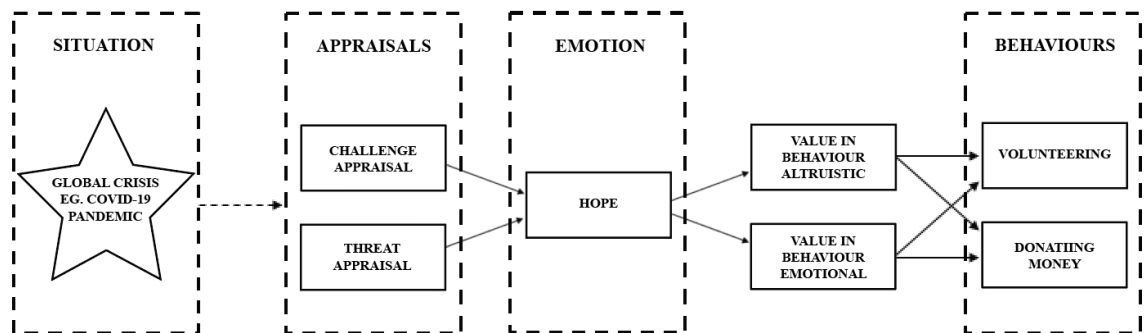 SITUATION
GLOBAL CRISIS
EG. COVID-19
PANDEMIC
APPRAISALS
CHALLENGE
APPRAISAL
THREAT
APPRAISAL
EMOTION
HOPE
VALUE IN
BEHAVIOUR
ALTRUISTIC
VALUE IN
BEHAVIOUR
EMOTIONAL
BEHAVIOURS
VOLUNTEERING
DONATIING
MONEY